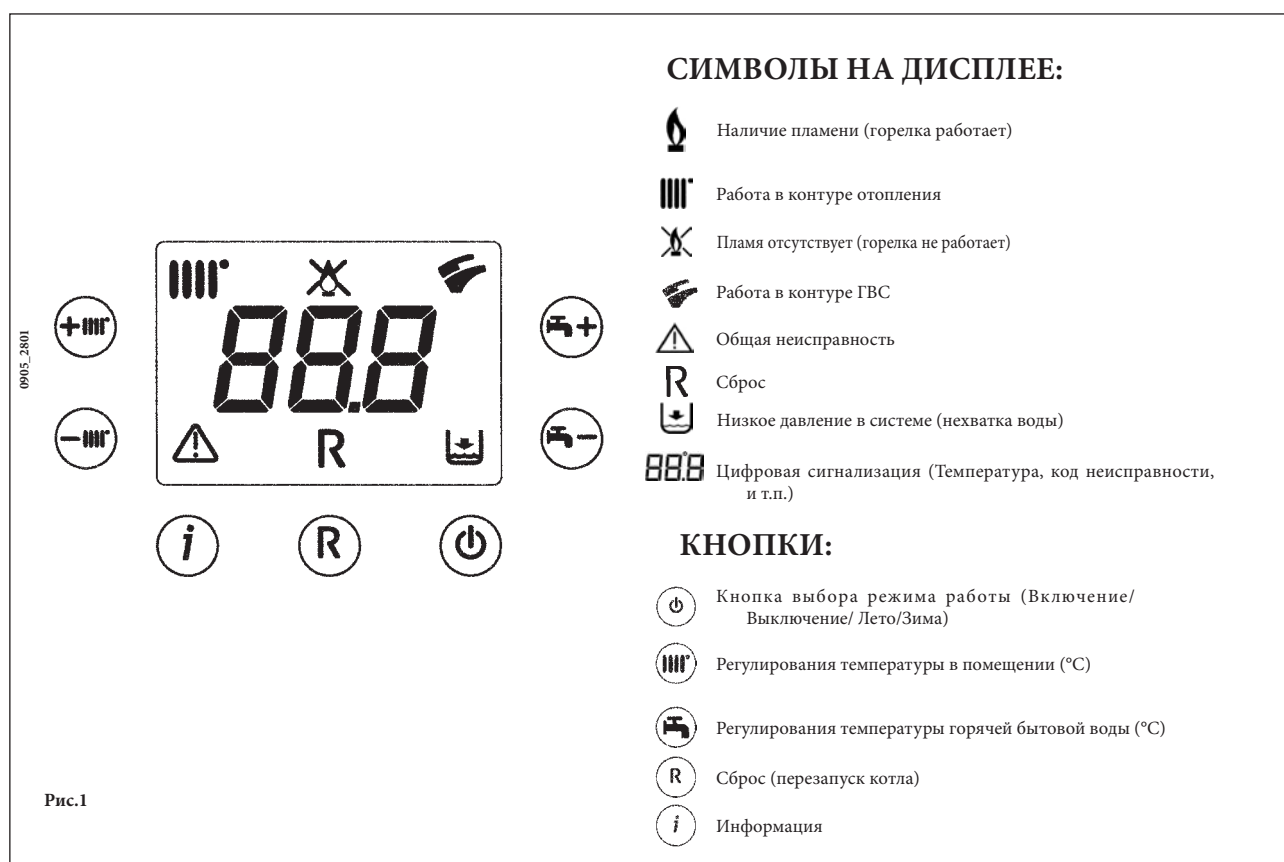 СИМВОЛЫ НА ДИСПЛЕЕ:
Наличие пламени (горелка работает)
Работа в контуре отопления
Пламя отсутствует (горелка не работает)
Работа в контуре ГВС
Общая неисправность
R Сброс
Низкое давление в системе (нехватка воды)
88.8 Цифровая сигнализация (Температура, код неисправности,
и т.п.)
КНОПКИ:
Кнопка выбора режима работы (Включение/
Выключение/ Лето/Зима)
Регулирования температуры в помещении (°C)
Регулирования температуры горячей бытовой воды (°C)
R Сброс (перезапуск котла)
i Информация
0905_2801
+
+
88.8
−
−
R
i
R
Рис.1